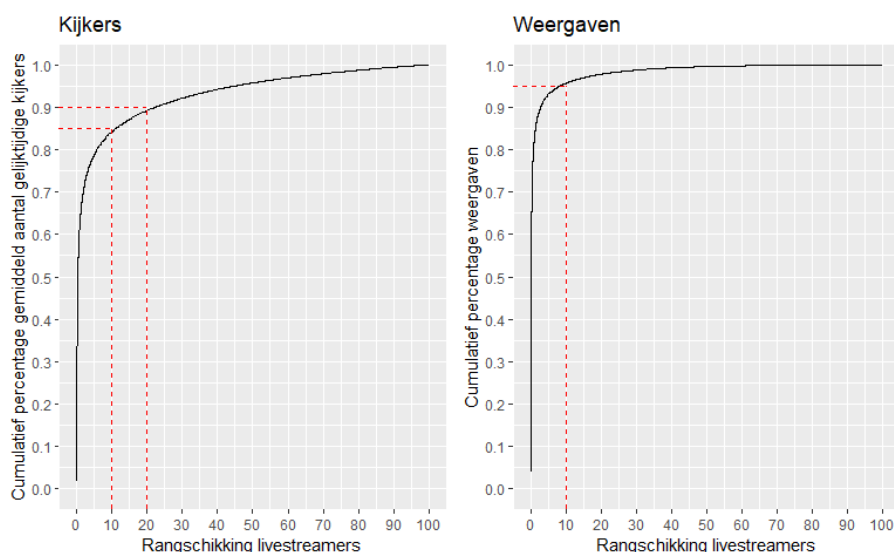 Kijkers
Cumulatief percentage gemiddeld aantal gelijktijdige kijkers
1.0
0.9
0.8
0.7
0.6
0.5
0.4
0.3
0.2
0.1
0.0
0 10 20 30 40 50 60 70 80 90 100
Rangschikking livestreamers
Weergaven
Cumulatief percentage weergaven
1.0
0.9
0.8
0.7
0.6
0.5
0.4
0.3
0.2
0.1
0.0
0 10 20 30 40 50 60 70 80 90 100
Rangschikking livestreamers